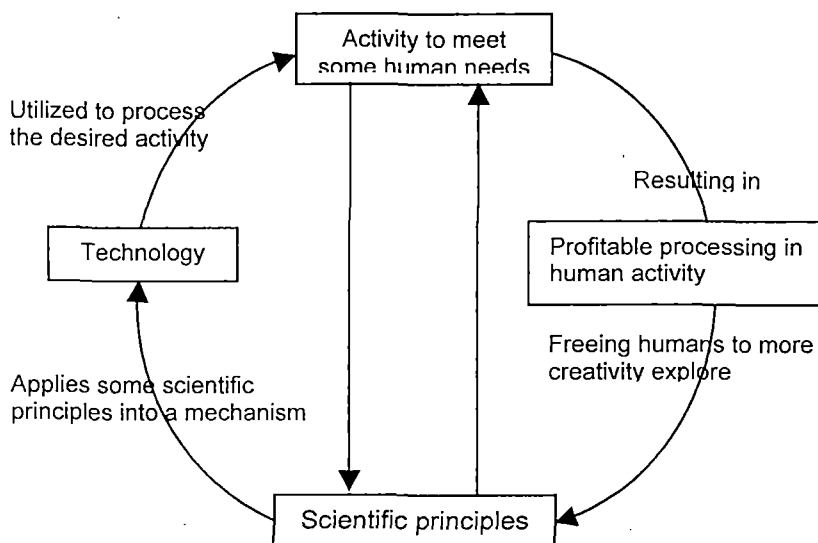 Activity to meet
some human needs
Utilized to process
the desired activity
Resulting in
Technology
Profitable processing in
human activity
Freeing humans to more
creativity explore
Applies some scientific
principles into a mechanism
Scientific principles